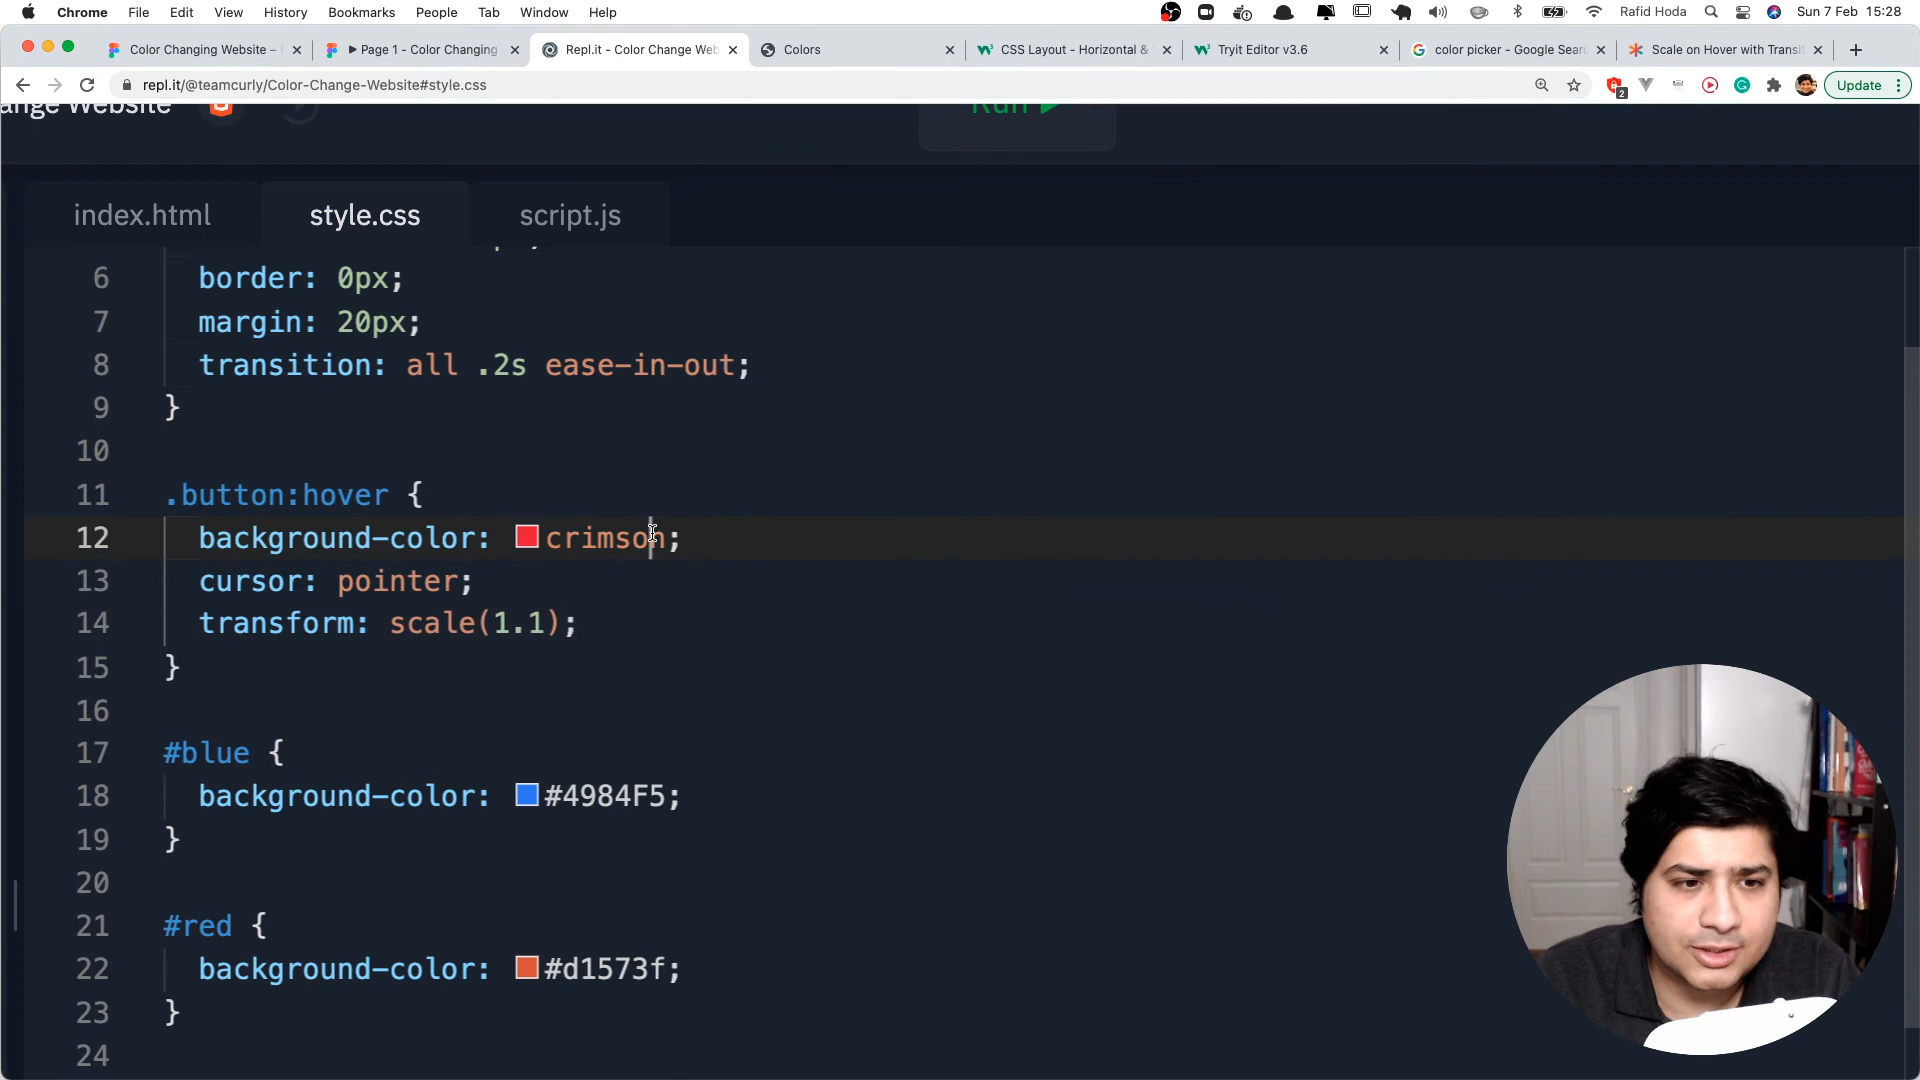 Chrome File Edit View History Bookmarks People Tab Window Help Rafid Hoda Sun 7 Feb 15:28
Color Changing Website – Page 1 - Color Changing Repl.it - Color Change Web Colors CSS Layout - Horizontal & Tryit Editor v3.6 color picker - Google Searc Scale on Hover with Transit
repl.it/@teamcurly/Color-Change-Website#style.css 2 Update
ange Website Run
index.html style.css script.js
6 border: 0px;
7 margin: 20px;
8 transition: all .2s ease-in-out;
9 }
10
11 .button:hover {
12 background-color: crimson;
13 cursor: pointer;
14 transform: scale(1.1);
15 }
16
17 #blue {
18 background-color: #4984F5;
19 }
20
21 #red {
22 background-color: #d1573f;
23 }
24